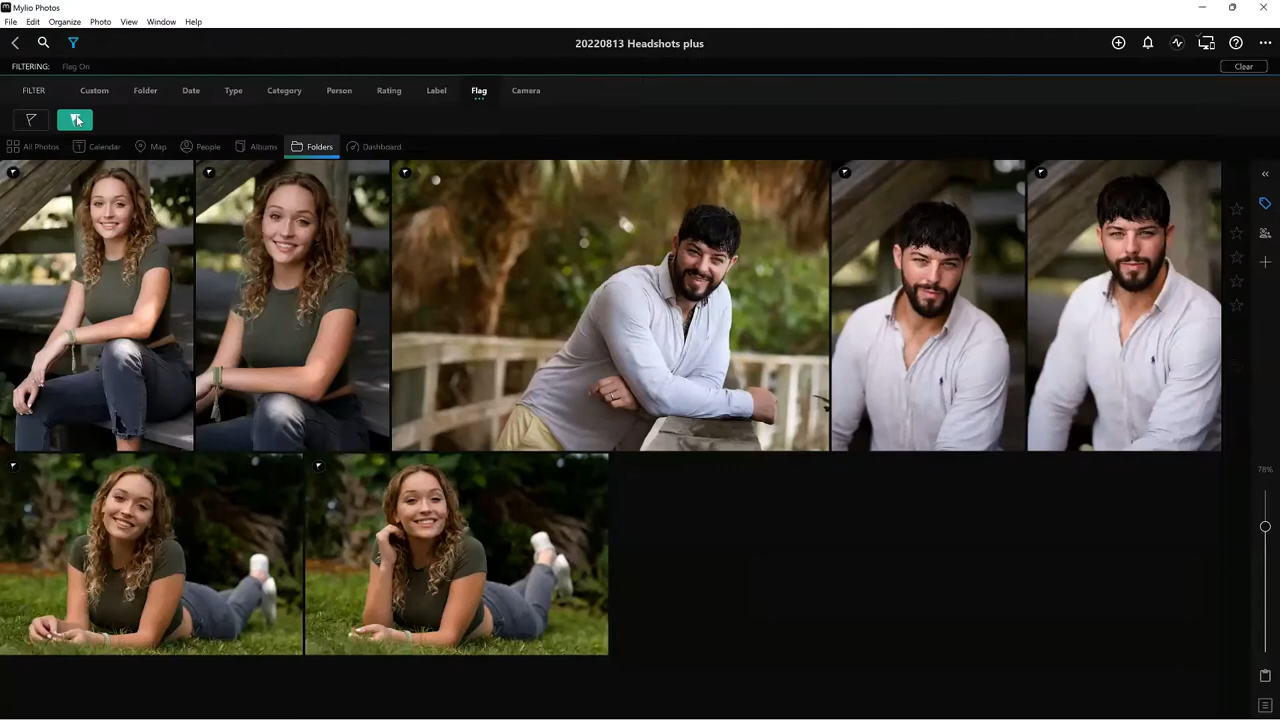 Mylio Photos
File Edit Organize Photo View Window Help
20220813 Headshots plus
FILTERING: Flag On Clear
FILTER Custom Folder Date Type Category Person Rating Label Flag Camera
All Photos Calendar Map People Albums Folders Dashboard
78%